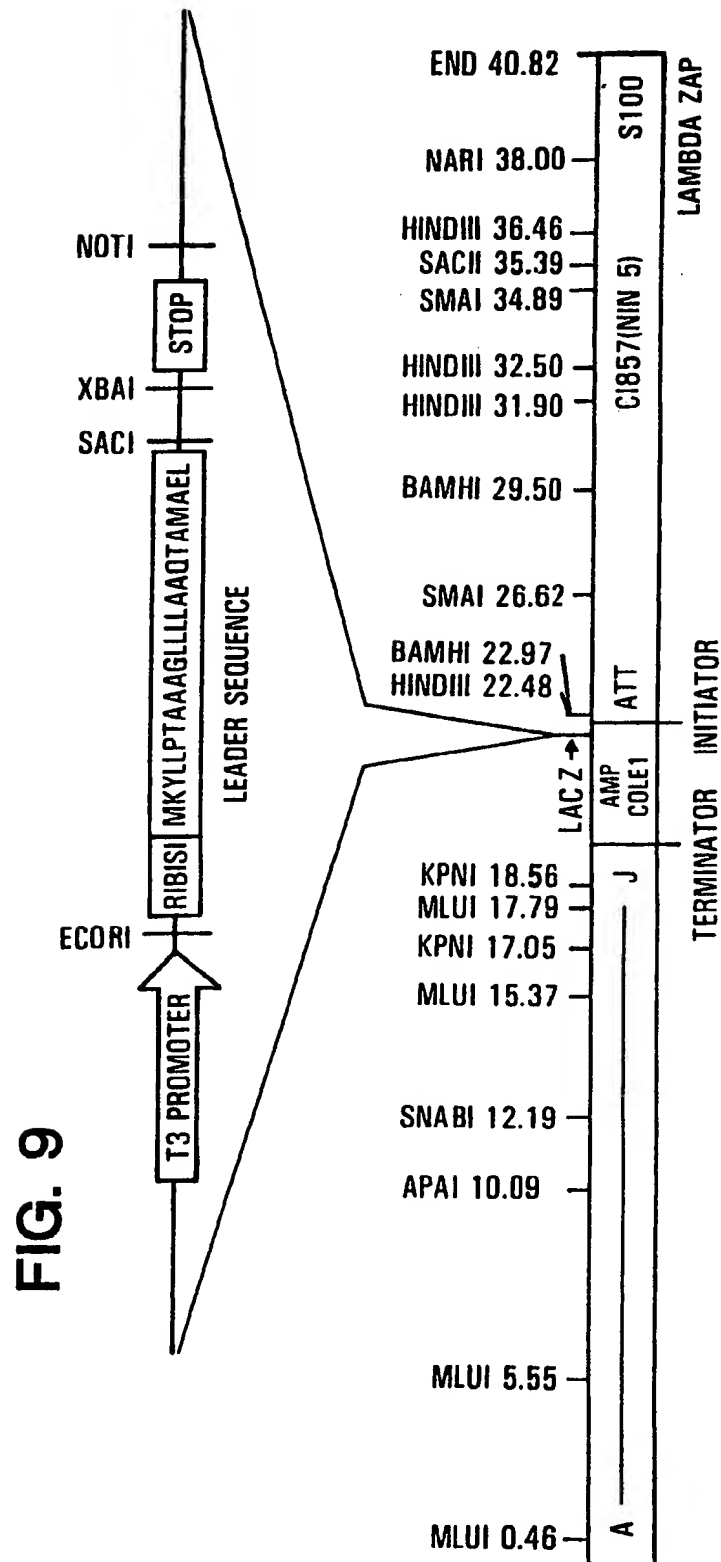 FIG. 9
T3 PROMOTER
ECORI
RIBISI
MKYLLPTAAAGLLLLAAQTAMAEL
LEADER SEQUENCE
SACI
XBAI
STOP
NOTI
MLUI 0.46
MLUI 5.55
APAI 10.09
SNABI 12.19
MLUI 15.37
KPNI 17.05
MLUI 17.79
KPNI 18.56
LAC Z
HINDIII 22.48
BAMHI 22.97
SMAI 26.62
BAMHI 29.50
HINDIII 31.90
HINDIII 32.50
SMAI 34.89
SACII 35.39
HINDIII 36.46
NARI 38.00
END 40.82
A
J
AMP
COLE1
ATT
CI857(NIN 5)
S100
TERMINATOR
INITIATOR
LAMBDA ZAP